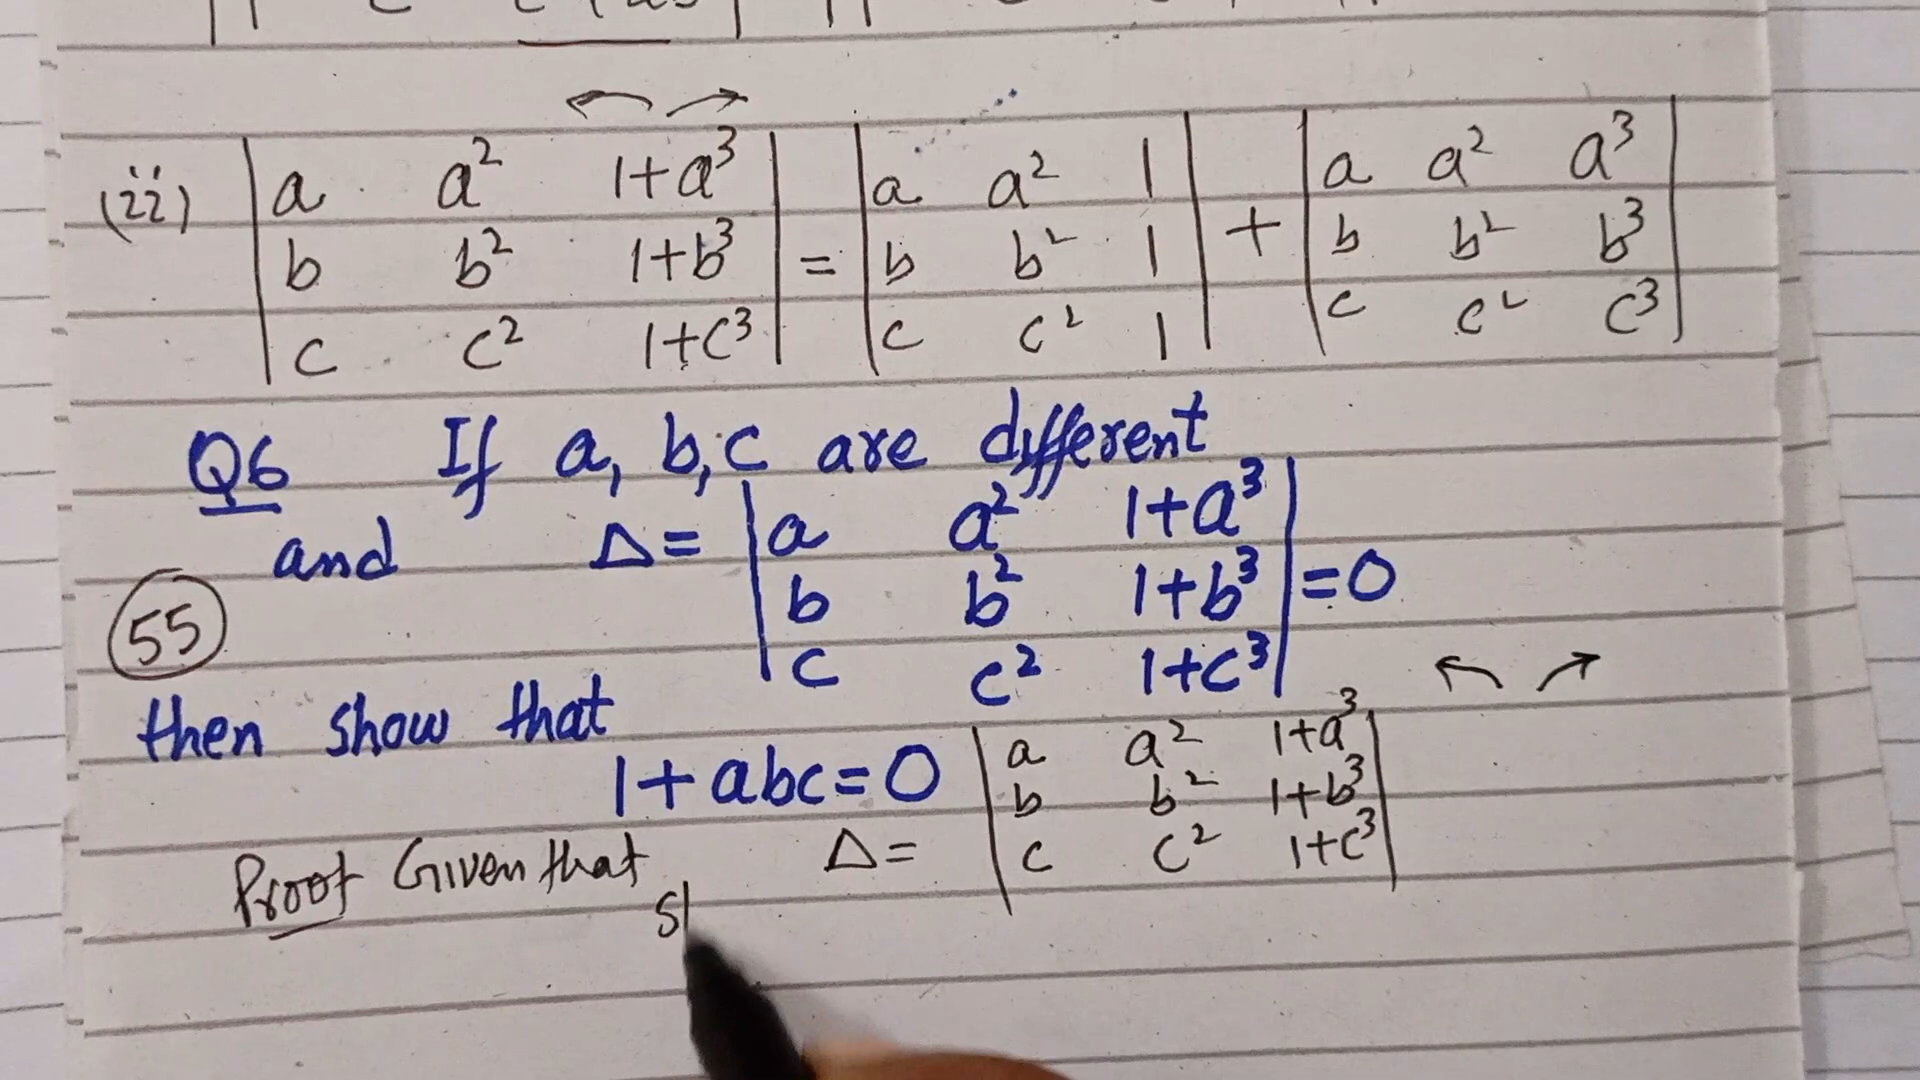 (ii) | a a² 1+a³ | = | a a² 1 | + | a a² a³ |
| b b² 1+b³ | | b b² 1 | | b b² b³ |
| c c² 1+c³ | | c c² 1 | | c c² c³ |
Q6 If a, b, c are different
and Δ = | a a² 1+a³ |
| b b² 1+b³ | = 0
55
| c c² 1+c³ |
then show that
1+abc=0
Proof Given that Δ = | a a² 1+a³ |
| b b² 1+b³ |
| c c² 1+c³ |